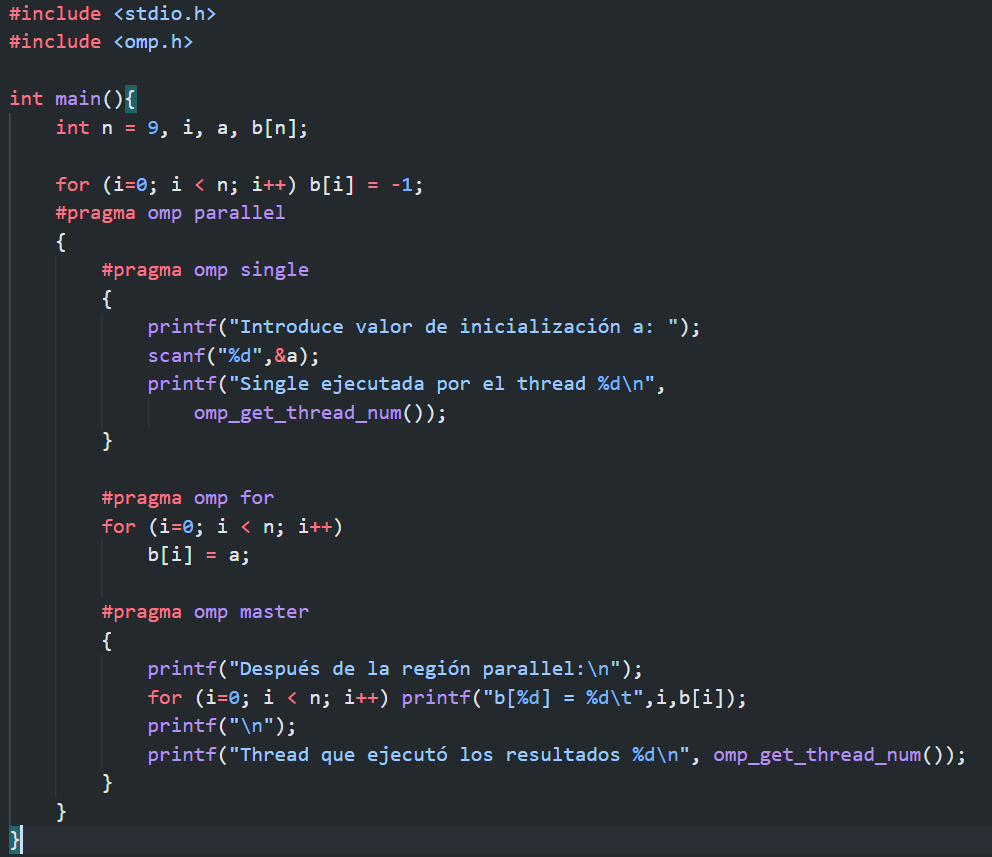 #include <stdio.h>
#include <omp.h>

int main(){
    int n = 9, i, a, b[n];

    for (i=0; i < n; i++) b[i] = -1;
    #pragma omp parallel
    {
        #pragma omp single
        {
            printf("Introduce valor de inicialización a: ");
            scanf("%d",&a);
            printf("Single ejecutada por el thread %d\n",
                omp_get_thread_num());
        }

        #pragma omp for
        for (i=0; i < n; i++)
            b[i] = a;

        #pragma omp master
        {
            printf("Después de la región parallel:\n");
            for (i=0; i < n; i++) printf("b[%d] = %d\t",i,b[i]);
            printf("\n");
            printf("Thread que ejecutó los resultados %d\n", omp_get_thread_num());
        }
    }
}